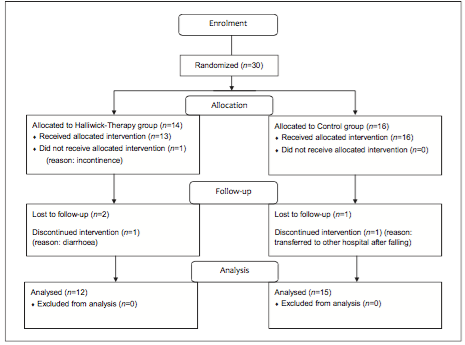 Enrolment
Randomized (n=30)
Allocation
Allocated to Halliwick-Therapy group (n=14)
♦ Received allocated intervention (n=13)
♦ Did not receive allocated intervention (n=1)
(reason: incontinence)
Allocated to Control group (n=16)
♦ Received allocated intervention (n=16)
♦ Did not receive allocated intervention (n=0)
Follow-up
Lost to follow-up (n=2)
Discontinued intervention (n=1)
(reason: diarrhoea)
Lost to follow-up (n=1)
Discontinued intervention (n=1) (reason:
transferred to other hospital after falling)
Analysis
Analysed (n=12)
♦ Excluded from analysis (n=0)
Analysed (n=15)
♦ Excluded from analysis (n=0)